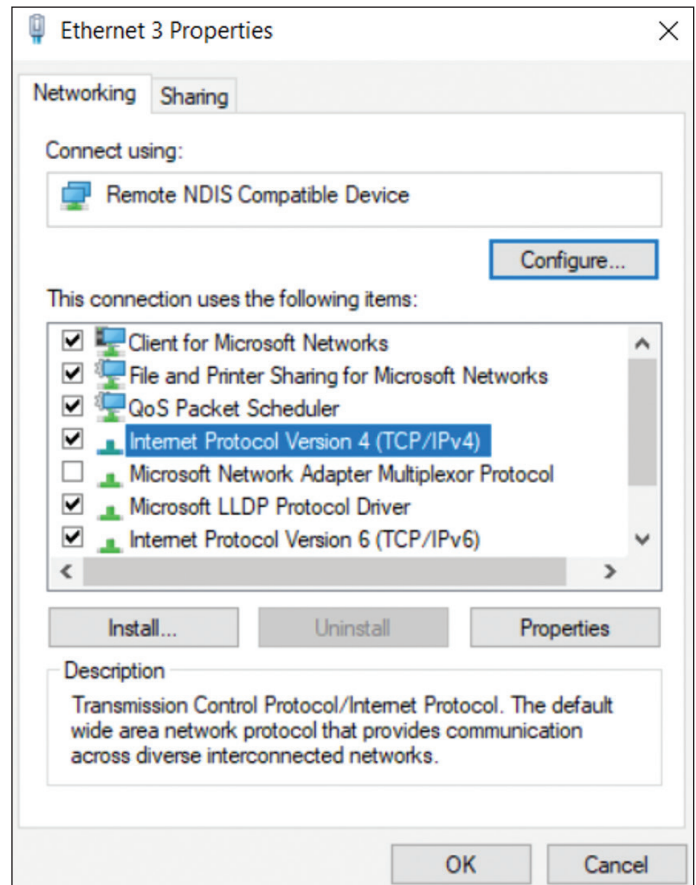 Ethernet 3 Properties
Networking
Sharing
Connect using:
Remote NDIS Compatible Device
Configure...
This connection uses the following items:
Client for Microsoft Networks
File and Printer Sharing for Microsoft Networks
QoS Packet Scheduler
Internet Protocol Version 4 (TCP/IPv4)
Microsoft Network Adapter Multiplexor Protocol
Microsoft LLDP Protocol Driver
Internet Protocol Version 6 (TCP/IPv6)
Install...
Uninstall
Properties
Description
Transmission Control Protocol/Internet Protocol. The default
wide area network protocol that provides communication
across diverse interconnected networks.
OK
Cancel